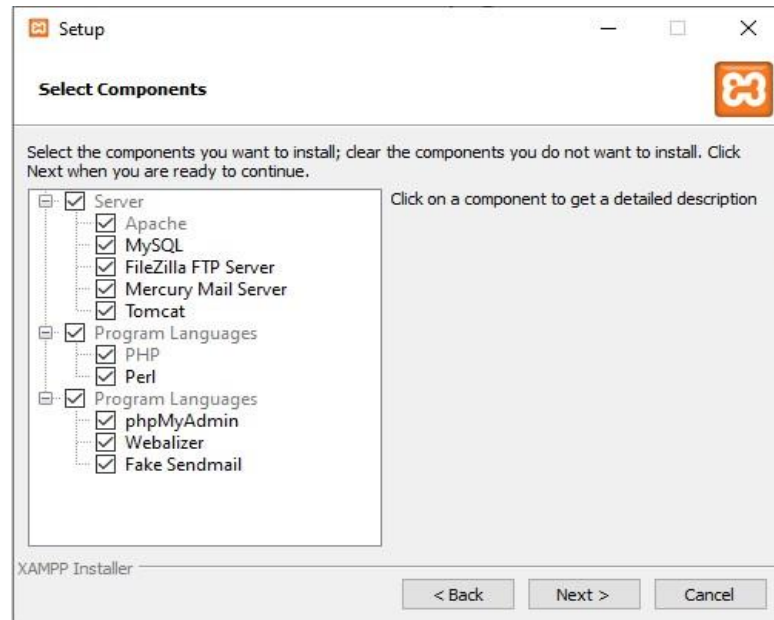 Setup
Select Components
Select the components you want to install; clear the components you do not want to install. Click
Next when you are ready to continue.
Server
Apache
MySQL
FileZilla FTP Server
Mercury Mail Server
Tomcat
Program Languages
PHP
Perl
Program Languages
phpMyAdmin
Webalizer
Fake Sendmail
Click on a component to get a detailed description
XAMPP Installer
< Back
Next >
Cancel